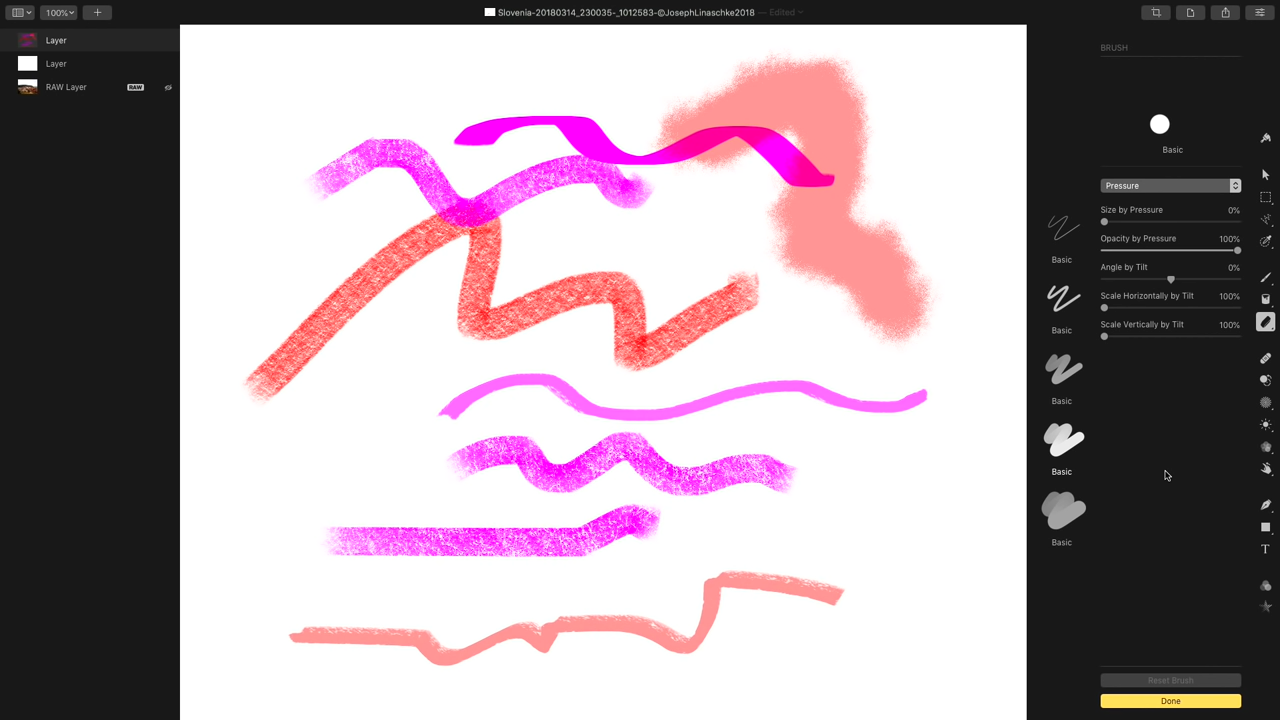 100%
Slovenia-20180314_230035-_1012583-©JosephLinaschke2018 — Edited
Layer
Layer
RAW Layer RAW
BRUSH
Basic
Pressure
Size by Pressure 0%
Opacity by Pressure 100%
Angle by Tilt 0%
Scale Horizontally by Tilt 100%
Scale Vertically by Tilt 100%
Basic
Basic
Basic
Basic
Basic
T
Reset Brush
Done